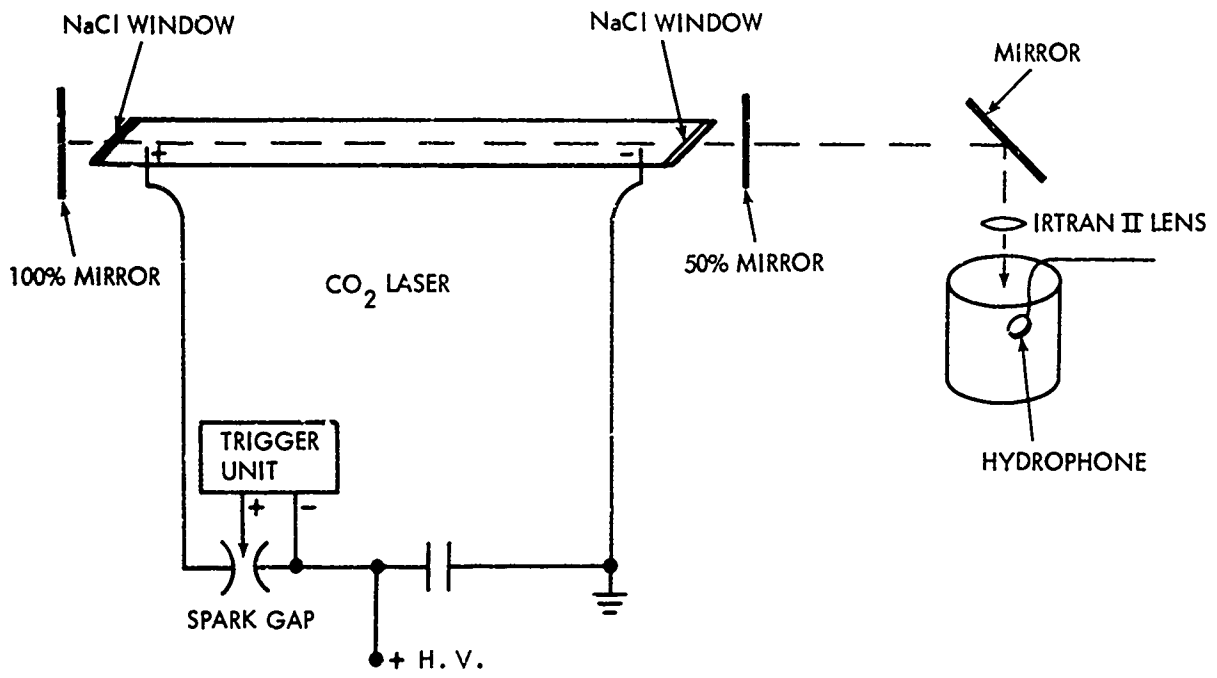 NaCl WINDOW
NaCl WINDOW
MIRROR
+
-
IRTRAN II LENS
100% MIRROR
CO2 LASER
50% MIRROR
HYDROPHONE
TRIGGER
UNIT
+
-
SPARK GAP
+ H. V.